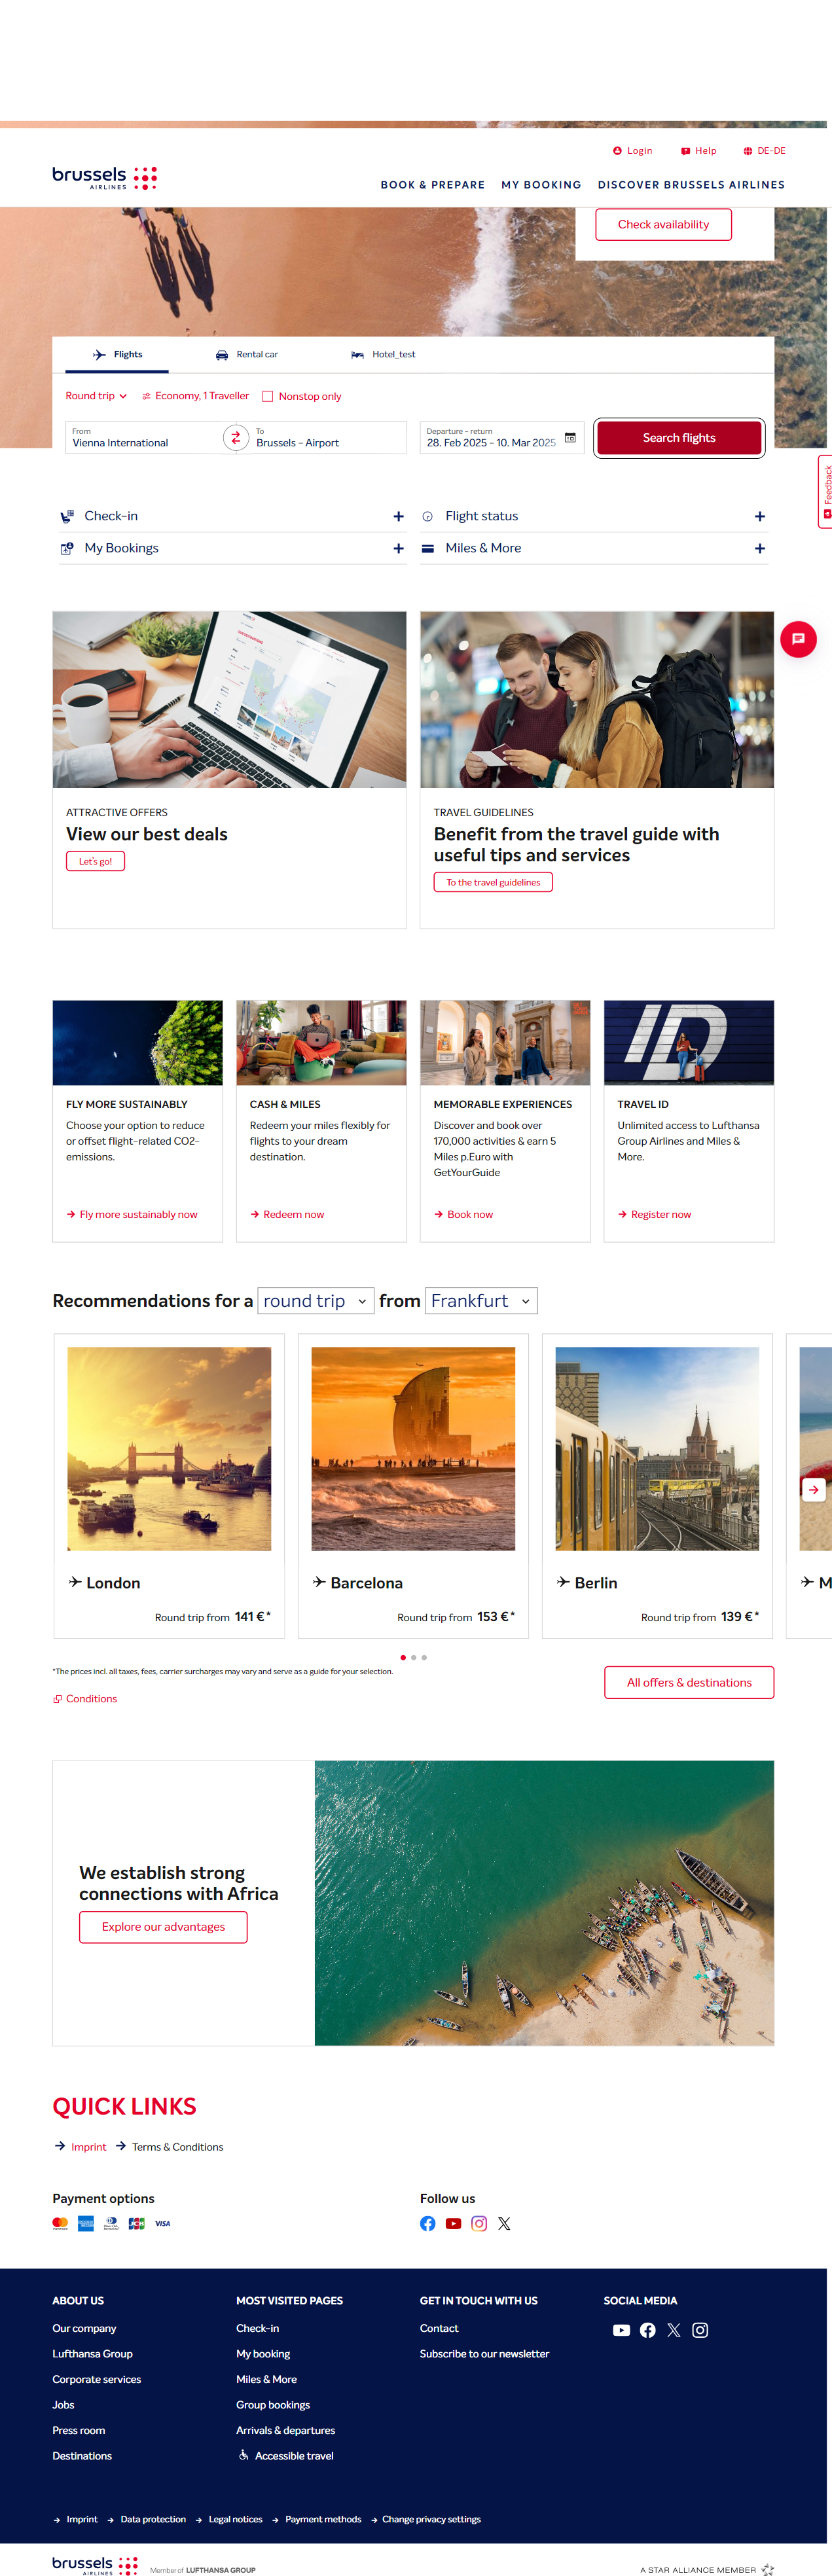 Login
Help
DE-DE
brussels
AIRLINES
BOOK & PREPARE
MY BOOKING
DISCOVER BRUSSELS AIRLINES
Check availability
Flights
Rental car
Hotel_test
Round trip
Economy, 1 Traveller
Nonstop only
From
Vienna International
To
Brussels - Airport
Departure - return
28. Feb 2025 - 10. Mar 2025
Search flights
Feedback
Check-in
Flight status
My Bookings
Miles & More
ATTRACTIVE OFFERS
View our best deals
Let's go!
TRAVEL GUIDELINES
Benefit from the travel guide with
useful tips and services
To the travel guidelines
FLY MORE SUSTAINABLY
Choose your option to reduce
or offset flight-related CO2-
emissions.
Fly more sustainably now
CASH & MILES
Redeem your miles flexibly for
flights to your dream
destination.
Redeem now
MEMORABLE EXPERIENCES
Discover and book over
170,000 activities & earn 5
Miles p.Euro with
GetYourGuide
Book now
ID
TRAVEL ID
Unlimited access to Lufthansa
Group Airlines and Miles &
More.
Register now
Recommendations for a round trip from Frankfurt
London
Round trip from 141 €*
Barcelona
Round trip from 153 €*
Berlin
Round trip from 139 €*
M
*The prices incl. all taxes, fees, carrier surcharges may vary and serve as a guide for your selection.
All offers & destinations
Conditions
We establish strong
connections with Africa
Explore our advantages
QUICK LINKS
Imprint
Terms & Conditions
Payment options
VISA
Follow us
ABOUT US
Our company
Lufthansa Group
Corporate services
Jobs
Press room
Destinations
MOST VISITED PAGES
Check-in
My booking
Miles & More
Group bookings
Arrivals & departures
Accessible travel
GET IN TOUCH WITH US
Contact
Subscribe to our newsletter
SOCIAL MEDIA
Imprint
Data protection
Legal notices
Payment methods
Change privacy settings
brussels
AIRLINES
Member of LUFTHANSA GROUP
A STAR ALLIANCE MEMBER